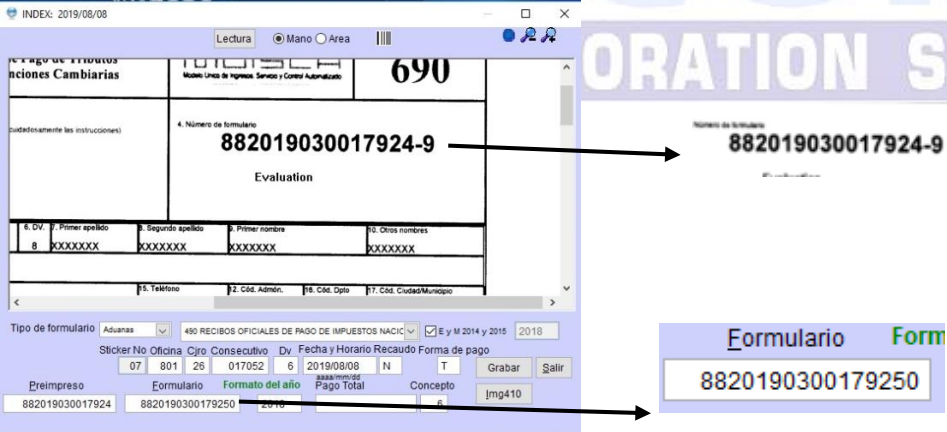 INDEX: 2019/08/08
Lectura Mano Area
e Pago de Tributos
nciones Cambiarias
Modelo Unico de Ingresos, Servicio y Control Automatizado
690
cuidadosamente las instrucciones)
4. Número de formulario
882019030017924-9
Evaluation
6. DV. 7. Primer apellido 8. Segundo apellido 9. Primer nombre 10. Otros nombres
8 XXXXXXX XXXXXXX XXXXXXX XXXXXXX
15. Teléfono 12. Cód. Admón. 16. Cód. Dpto 17. Cód. Ciudad/Municipio
Tipo de formulario Aduanas 490 RECIBOS OFICIALES DE PAGO DE IMPUESTOS NACIC E y M 2014 y 2015 2018
Sticker No Oficina Cjro Consecutivo Dv Fecha y Horario Recaudo Forma de pago
07 801 26 017052 6 2019/08/08 N T Grabar Salir
aaaa/mm/dd
Preimpreso Formulario Formato del año Pago Total Concepto Img410
882019030017924 8820190300179250 2018 6
ORATION S
Número de formulario
882019030017924-9
Evaluation
Formulario Form
8820190300179250